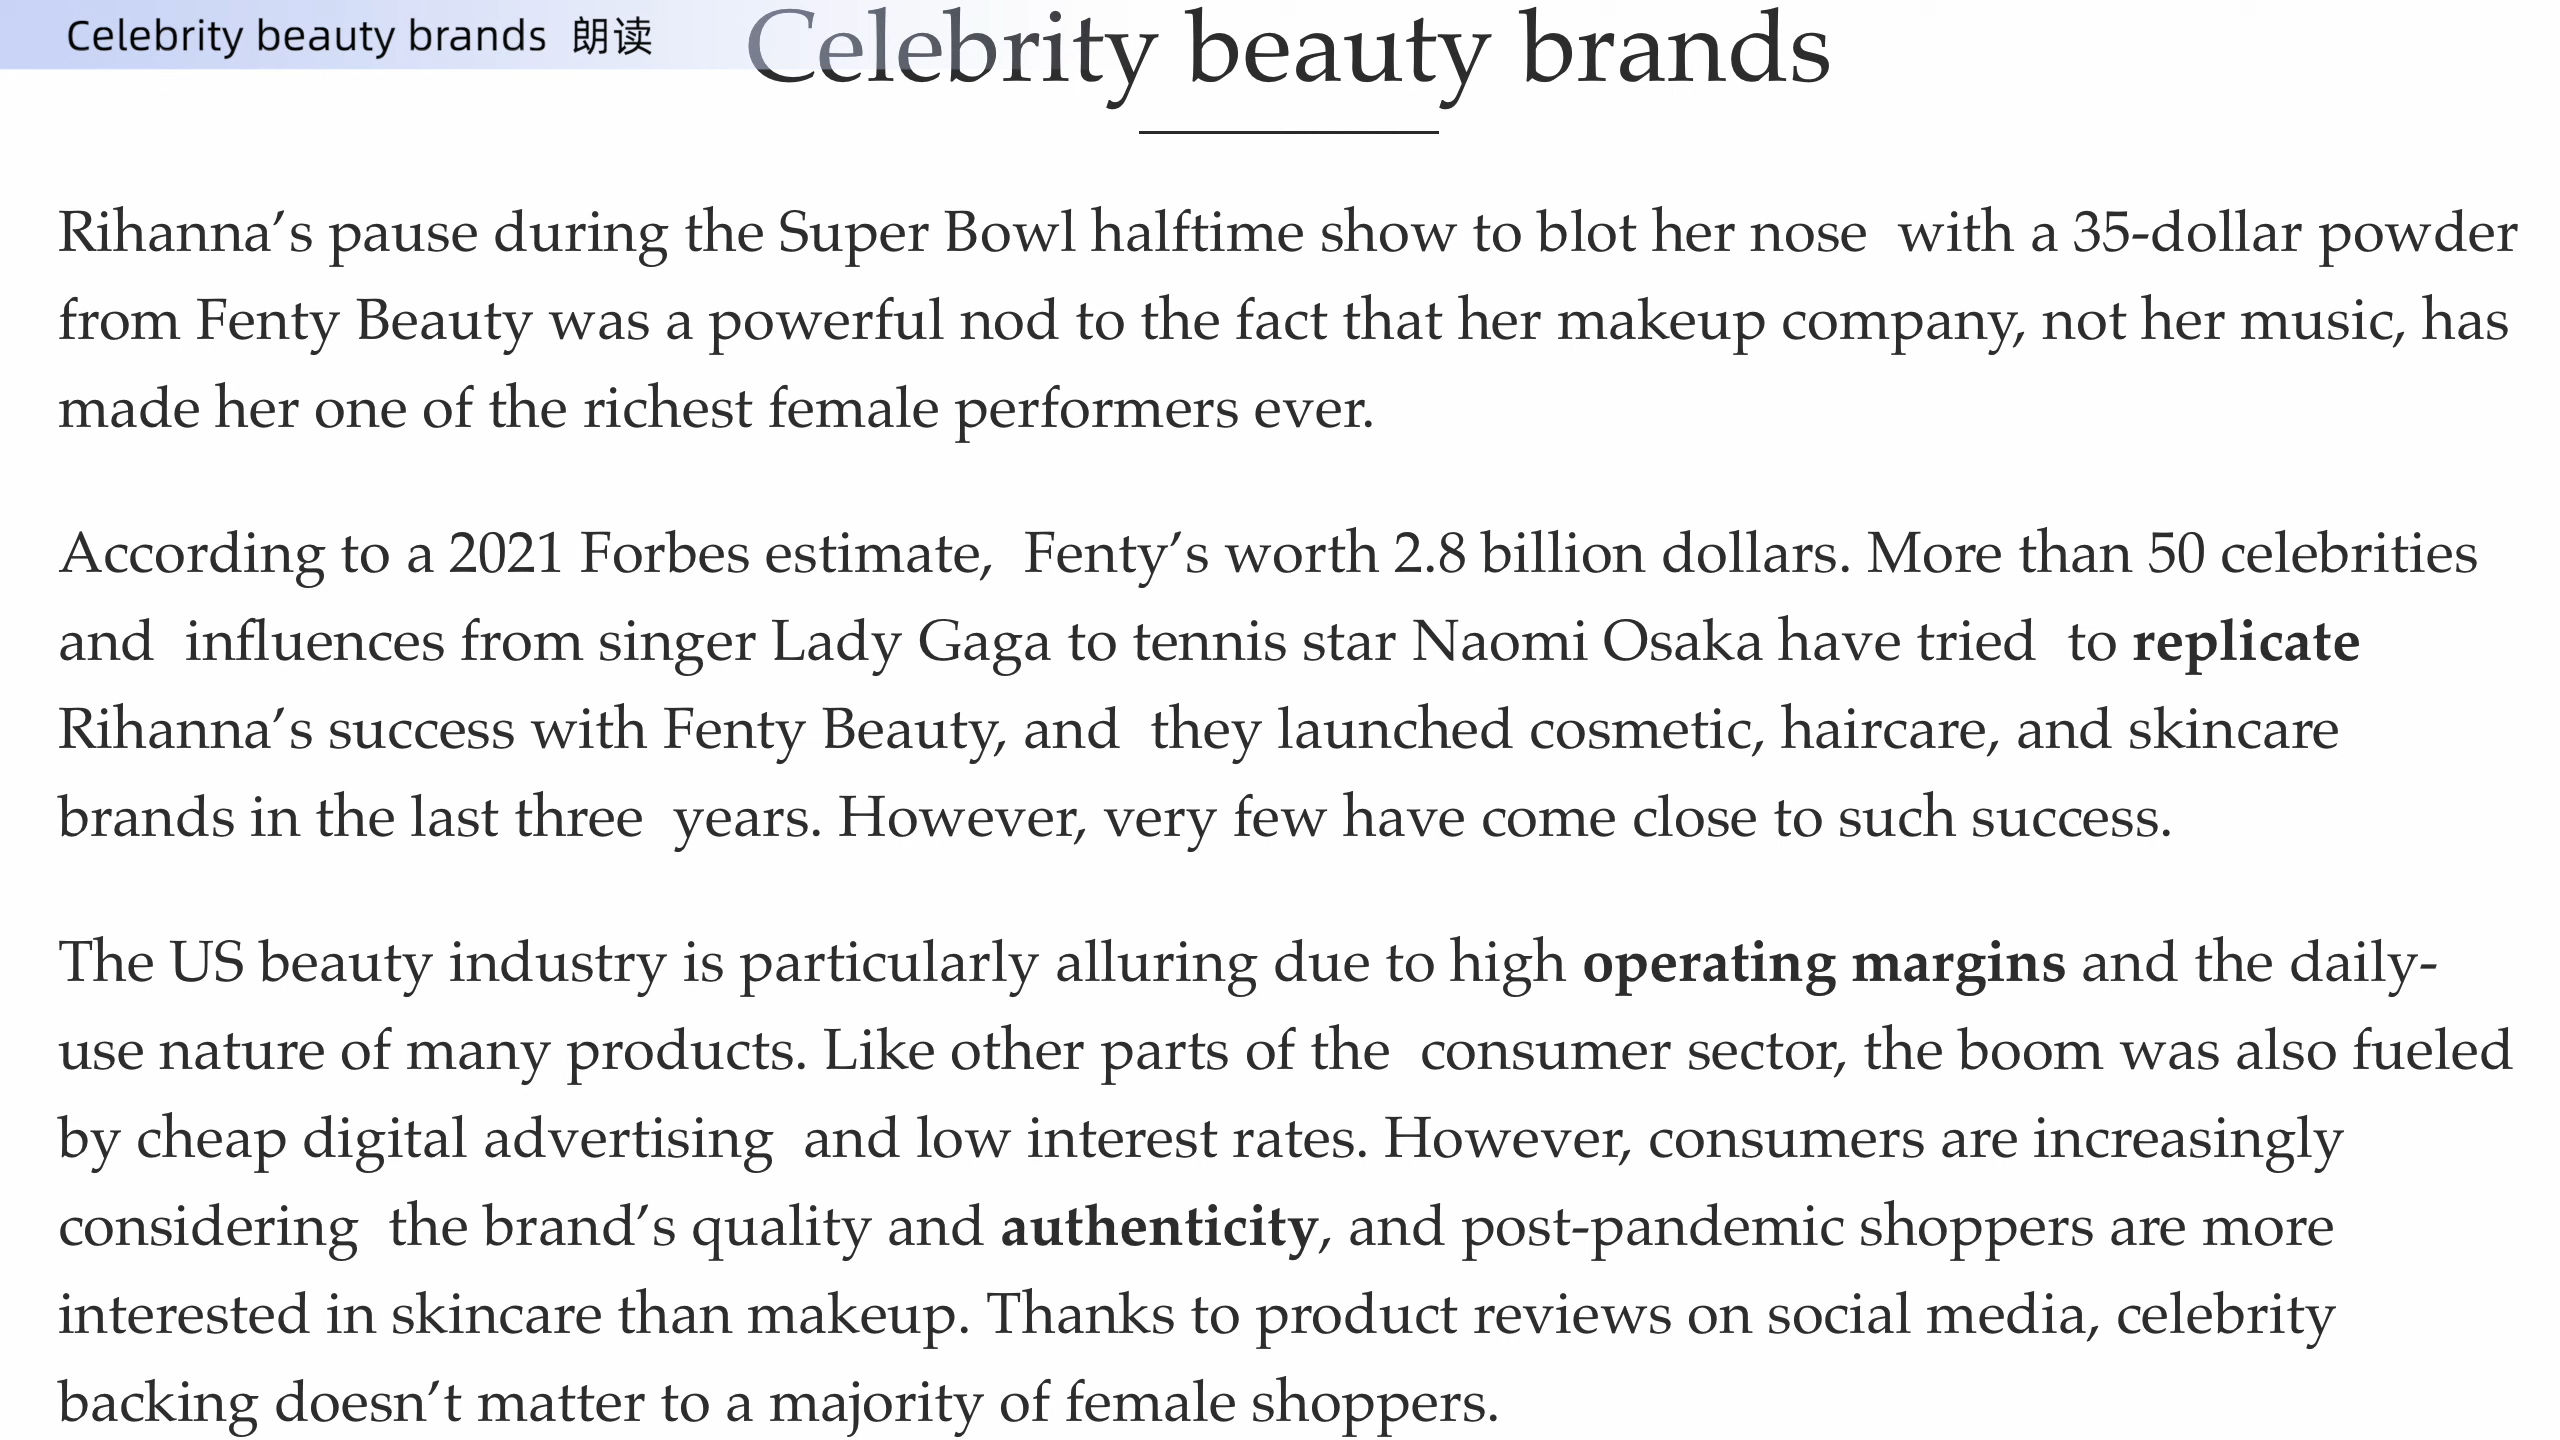 Celebrity beauty brands 朗读
Celebrity beauty brands
Rihanna’s pause during the Super Bowl halftime show to blot her nose with a 35-dollar powder
from Fenty Beauty was a powerful nod to the fact that her makeup company, not her music, has
made her one of the richest female performers ever.
According to a 2021 Forbes estimate, Fenty’s worth 2.8 billion dollars. More than 50 celebrities
and influences from singer Lady Gaga to tennis star Naomi Osaka have tried to replicate
Rihanna’s success with Fenty Beauty, and they launched cosmetic, haircare, and skincare
brands in the last three years. However, very few have come close to such success.
The US beauty industry is particularly alluring due to high operating margins and the daily-
use nature of many products. Like other parts of the consumer sector, the boom was also fueled
by cheap digital advertising and low interest rates. However, consumers are increasingly
considering the brand’s quality and authenticity, and post-pandemic shoppers are more
interested in skincare than makeup. Thanks to product reviews on social media, celebrity
backing doesn’t matter to a majority of female shoppers.